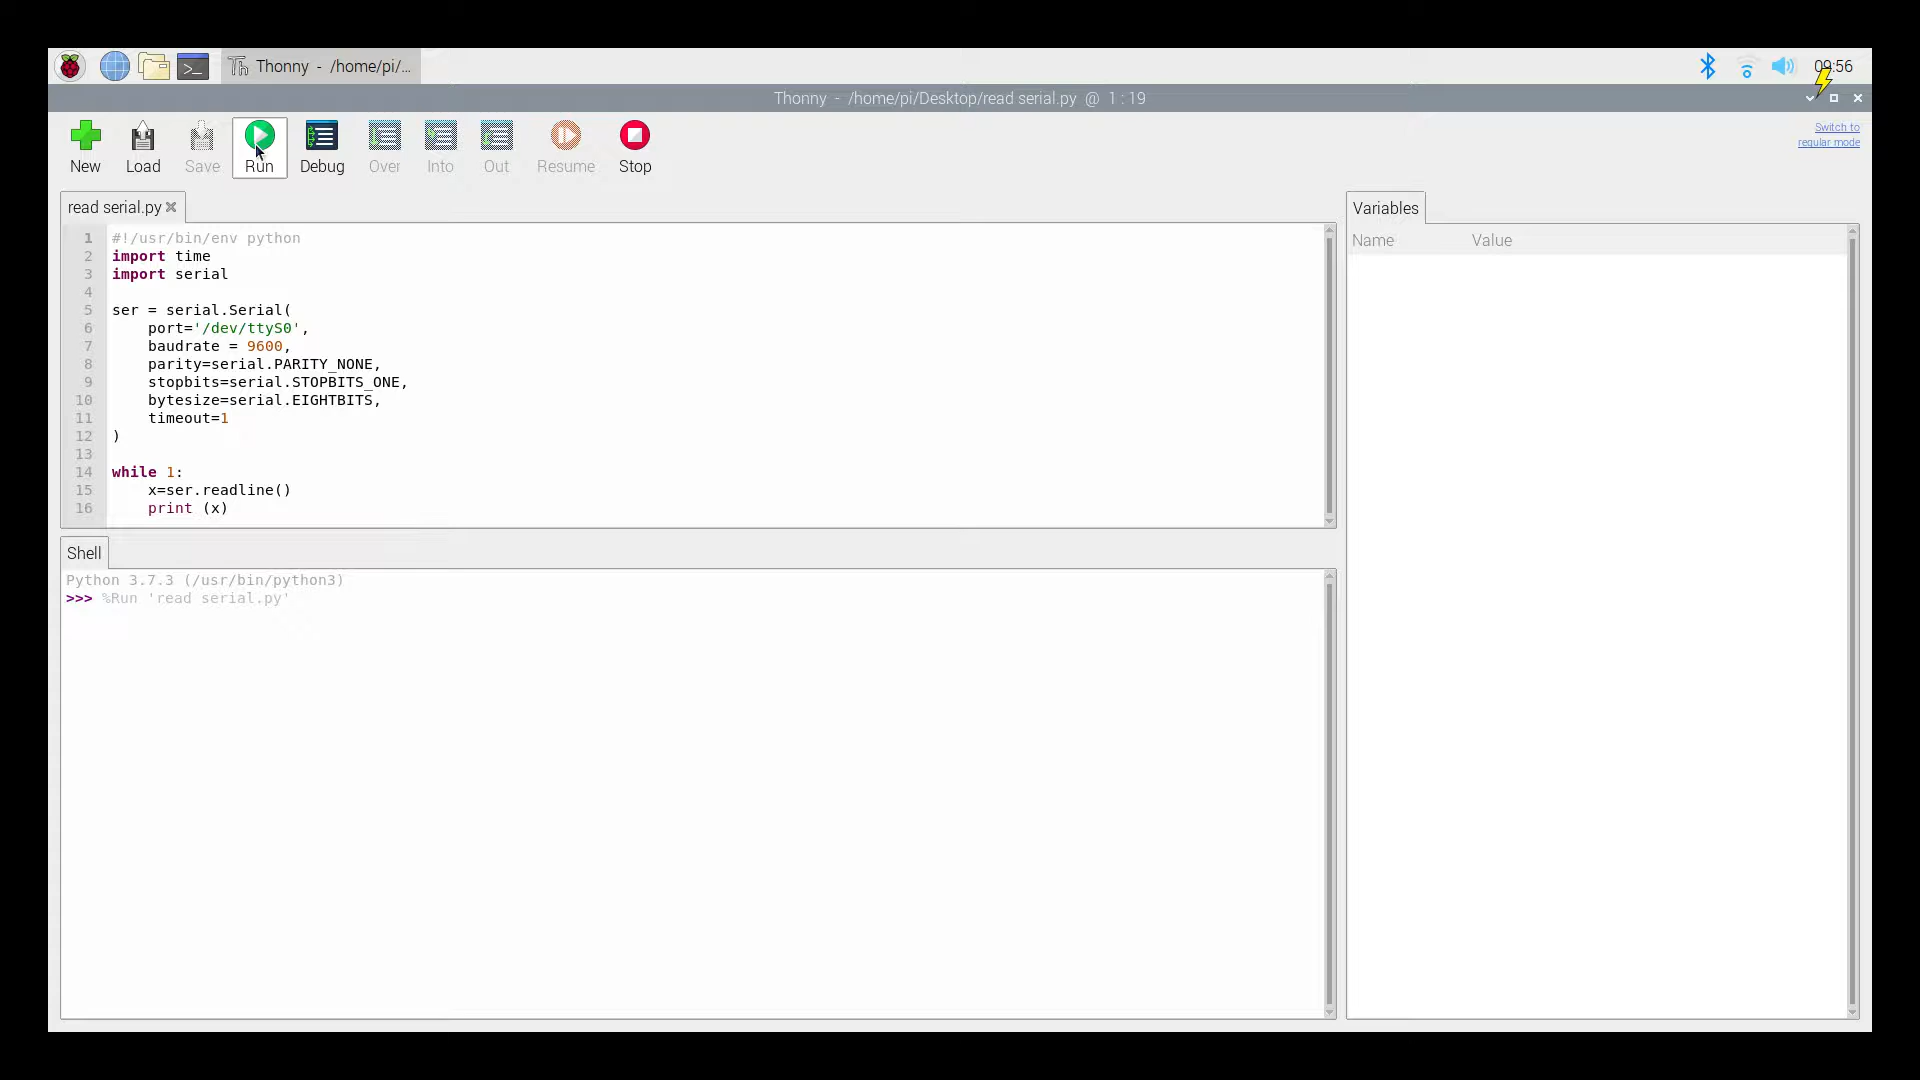 Thonny - /home/pi/...
09:56
Thonny - /home/pi/Desktop/read serial.py @ 1 : 19
New Load Save Run Debug Over Into Out Resume Stop
Switch to
regular mode
read serial.py
1 #!/usr/bin/env python
2 import time
3 import serial
4
5 ser = serial.Serial(
6     port='/dev/ttyS0',
7     baudrate = 9600,
8     parity=serial.PARITY_NONE,
9     stopbits=serial.STOPBITS_ONE,
10     bytesize=serial.EIGHTBITS,
11     timeout=1
12 )
13
14 while 1:
15     x=ser.readline()
16     print (x)
Shell
Python 3.7.3 (/usr/bin/python3)
>>> %Run 'read serial.py'
Variables
Name Value